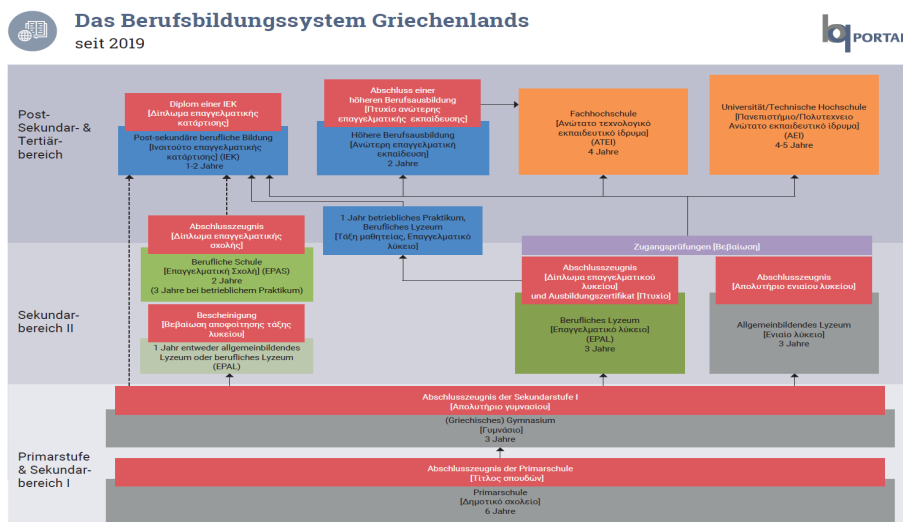 Das Berufsbildungssystem Griechenlands
seit 2019
bq PORTAL
Post-
Sekundar- &
Tertiär-
bereich
Diplom einer IEK
[Δίπλωμα επαγγελματικής
κατάρτισης]
Post-sekundäre berufliche Bildung
[Ινσιτούτο επαγγελματικής
κατάρτισης] (IEK)
1-2 Jahre
Abschluss einer
höheren Berufsausbildung
[Πτυχίο ανώτερης
επαγγελματικής εκπαίδευσης]
Höhere Berufsausbildung
[Ανώτερη επαγγελματική
εκπαίδευση]
2 Jahre
Fachhochschule
[Ανώτατο τεχνολογικό
εκπαιδευτικό ίδρυμα]
(ATEI)
4 Jahre
Universität/Technische Hochschule
[Πανεπιστήμιο/Πολυτεχνειο
Ανώτατο εκπαιδευτικό ίδρυμα]
(AEI)
4-5 Jahre
Abschlusszeugnis
[Δίπλωμα επαγγελματικής
σχολής]
Berufliche Schule
[Επαγγελματική Σχολή] (EPAS)
2 Jahre
(3 Jahre bei betrieblichem Praktikum)
1 Jahr betriebliches Praktikum,
Berufliches Lyzeum
[Τάξη μαθητείας, Επαγγελματικό
λύκειο]
Zugangsprüfungen [Βεβαίωση]
Sekundar-
bereich II
Bescheinigung
[Βεβαίωση αποφοίτησης τάξης
λυκείου]
1 Jahr entweder allgemeinbildendes
Lyzeum oder berufliches Lyzeum
(EPAL)
Abschlusszeugnis
[Δίπλωμα επαγγελματικού
λυκείου]
und Ausbildungszertifikat [Πτυχίο]
Berufliches Lyzeum
[Επαγγελματικό λύκειο]
(EPAL)
3 Jahre
Abschlusszeugnis
[Απολυτήριο ενιαίου λυκείου]
Allgemeinbildendes Lyzeum
[Ενιαίο λύκειο]
3 Jahre
Primarstufe
& Sekundar-
bereich I
Abschlusszeugnis der Sekundarstufe I
[Απολυτήριο γυμνασίου]
(Griechisches) Gymnasium
[Γυμνάσιο]
3 Jahre
Abschlusszeugnis der Primarschule
[Τίτλος σπουδών]
Primarschule
[Δημοτικό σχολείο]
6 Jahre